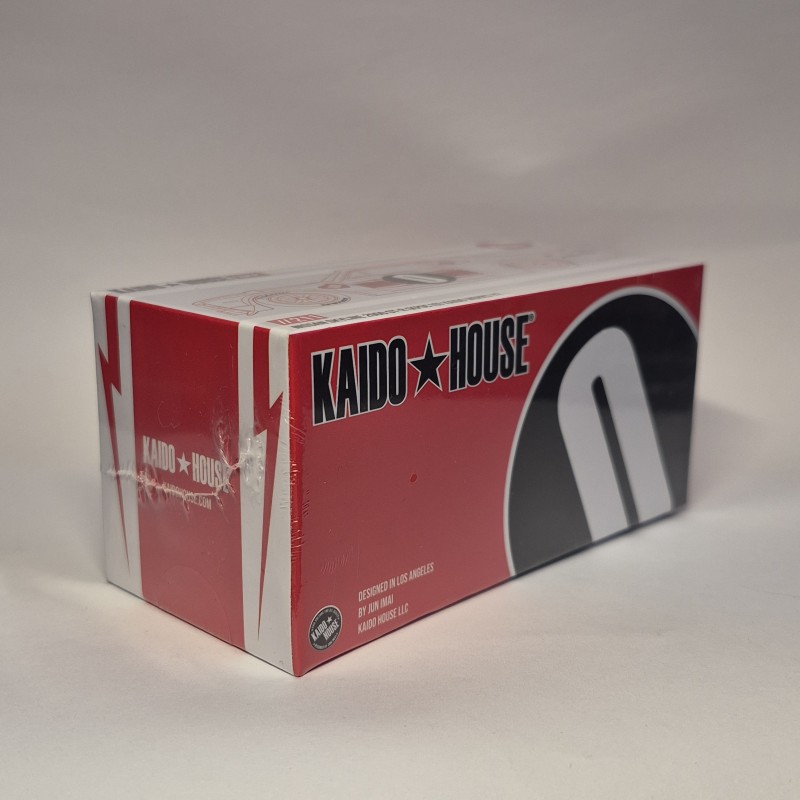 KAIDO★HOUSE
DESIGNED IN LOS ANGELES
BY JUN IMAI
KAIDO HOUSE LLC
KAIDO HOUSE
KAIDO★HOUSE